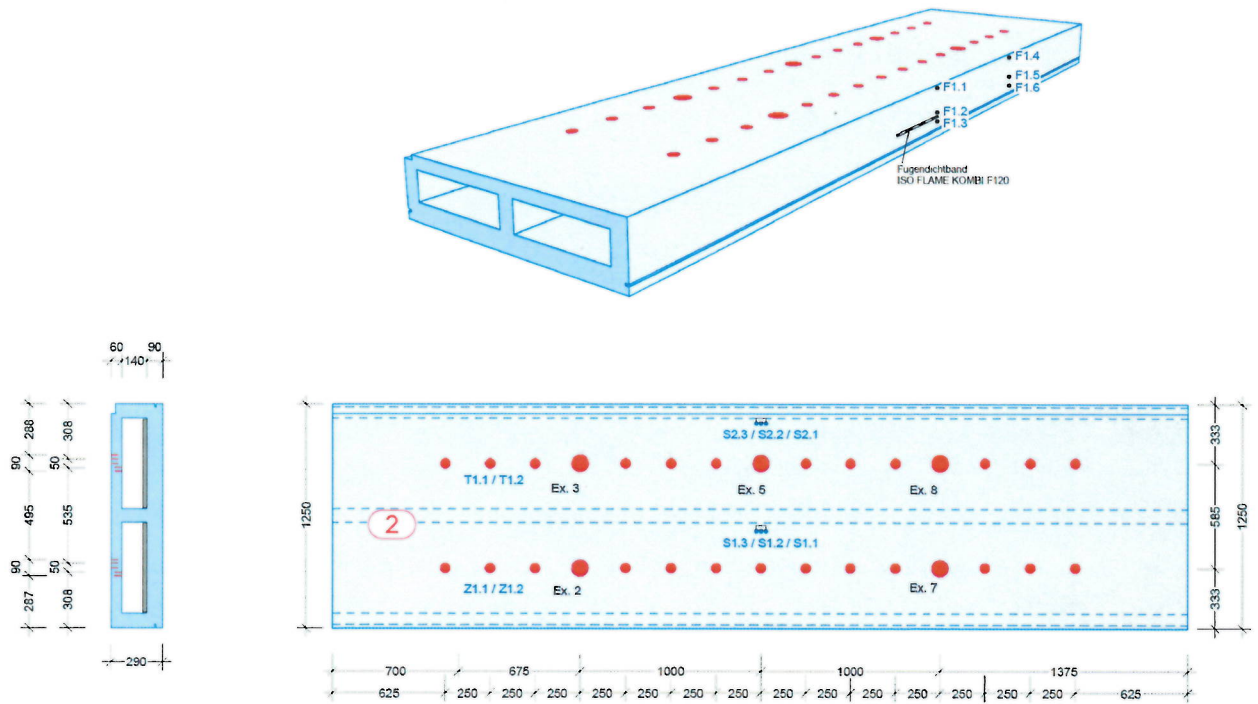 F1.4
F1.1
F1.5
F1.6
F1.2
F1.3
Fugendichtband
ISO FLAME KOMBI F120
60 140 90
288 308
90 50
495 535
90 50
287 308
290
1250
S2.3 / S2.2 / S2.1
T1.1 / T1.2
Ex. 3
Ex. 5
Ex. 8
2
S1.3 / S1.2 / S1.1
Z1.1 / Z1.2
Ex. 2
Ex. 7
333
585
333
1250
700 675 1000 1000 1375
625 250 250 250 250 250 250 250 250 250 250 250 250 250 250 625